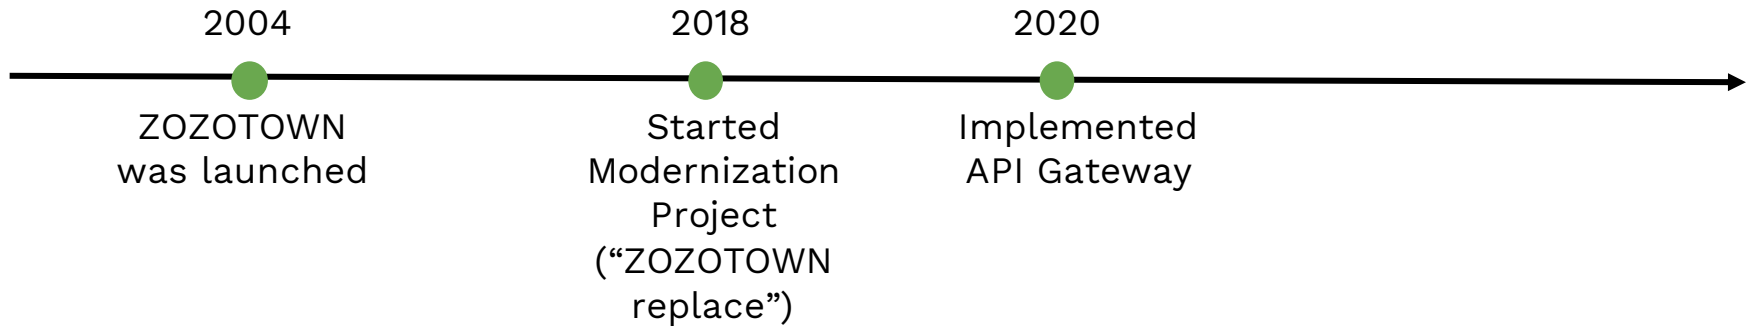 2004
ZOZOTOWN
was launched
2018
Started
Modernization
Project
(“ZOZOTOWN
replace”)
2020
Implemented
API Gateway